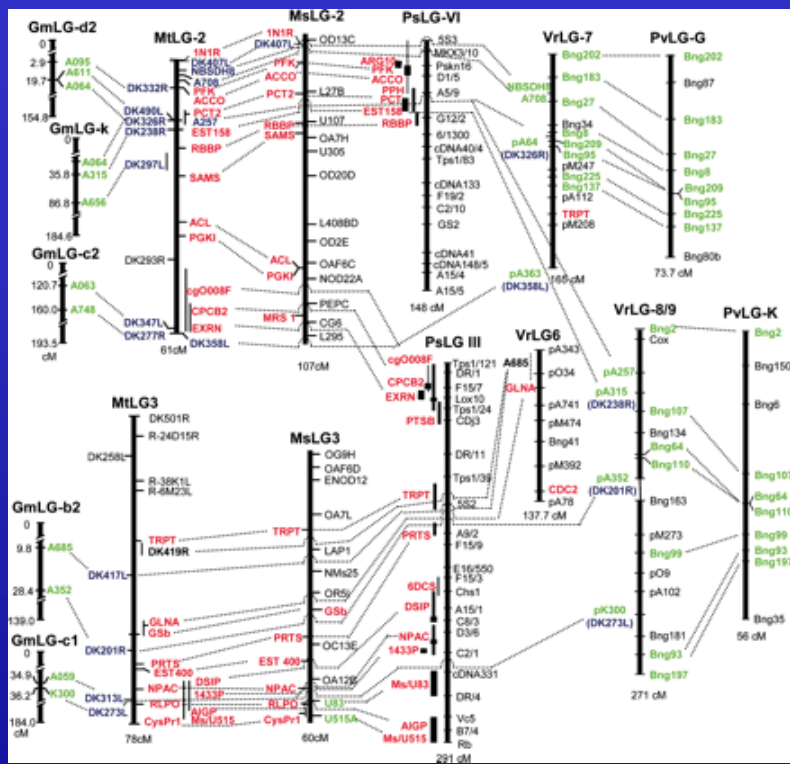 GmLG-d2
0
2.9
19.7
154.8
A095
A611
A064
GmLG-k
0
35.8
86.8
184.6
A064
A315
A656
GmLG-c2
0
120.7
160.0
193.5
cM
A063
A748
MtLG-2
1N1R
DK407L
NBSDH8
A708
DK332R
PFK
ACCO
DK490L
PCT2
DK326R
A257
DK238R
EST158
RBBP
DK297L
SAMS
ACL
PGKI
DK293R
cgO008F
CPCB2
EXRN
DK347L
DK277R
DK358L
61cM
MsLG-2
1N1R
DK407L
OD13C
PFK
ACCO
PCT2
L27B
U107
RBBP
SAMS
OA7H
U305
OD20D
L408BD
OD2E
ACL
OAF6C
PGKI
NOD22A
PEPC
MRS 1
CG6
L295
107cM
PsLG-VI
5S3
MKX3/10
ARG10
Pskn16
PFK
ACCO
D1/5
PPH
A5/9
PCT
EST158
G12/2
RBBP
6/1300
cDNA40/4
Tps1/83
cDNA133
F19/2
C2/10
GS2
cDNA41
cDNA148/5
A15/4
A15/5
148 cM
VrLG-7
Bng202
NBSDH8
A708
Bng183
Bng27
Bng34
pA64
(DK326R)
Bng8
Bng209
Bng95
pM247
Bng225
Bng137
pA112
TRPT
pM208
pA363
(DK358L)
165 cM
PvLG-G
Bng202
Bng87
Bng183
Bng27
Bng8
Bng209
Bng95
Bng225
Bng137
Bng80b
73.7 cM
GmLG-b2
0
9.8
28.4
139.0
A685
A352
GmLG-c1
0
34.9
36.2
184.0
cM
A059
K300
MtLG3
DK501R
R-24D15R
DK258L
R-38K1L
R-6M23L
TRPT
DK419R
DK417L
GLNA
GSb
DK201R
PRTS
EST400
NPAC
DSIP
1433P
DK313L
RLPO
AIGP
DK273L
Ms/U515
CysPr1
78cM
MsLG3
OG9H
OAF6D
ENOD12
OA7L
TRPT
LAP1
NMs25
OR5i
GSb
PRTS
OC13E
EST 400
OA12B
NPAC
RLPO
U83
CysPr1
U515A
60cM
PsLG III
cgO008F
Tps1/121
DR/1
CPCB2
F15/7
EXRN
Lox10
Tps1/24
PTSB
CDj3
DR/11
Tps1/39
TRPT
5S2
PRTS
A9/2
F15/9
E16/550
F15/3
6DCS
Chs1
DSIP
A15/1
C8/3
NPAC
D3/6
1433P
C2/1
cDNA331
Ms/U83
DR/4
AIGP
Vc5
B7/4
Ms/U515
Rb
291 cM
VrLG6
pA343
A685
pO34
GLNA
pA741
pM474
Bng41
pM392
CDC2
pA78
137.7 cM
VrLG-8/9
Bng2
Cox
pA257
pA315
(DK238R)
Bng107
Bng134
Bng64
Bng110
pA352
(DK201R)
Bng163
pM273
Bng99
pO9
pA102
pK300
(DK273L)
Bng181
Bng93
Bng197
271 cM
PvLG-K
Bng2
Bng150
Bng6
Bng107
Bng64
Bng110
Bng99
Bng93
Bng197
Bng35
56 cM